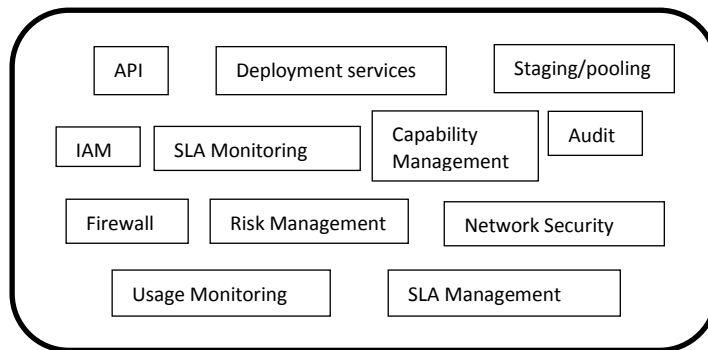 API
Deployment services
Staging/pooling
IAM
SLA Monitoring
Capability
Management
Audit
Firewall
Risk Management
Network Security
Usage Monitoring
SLA Management